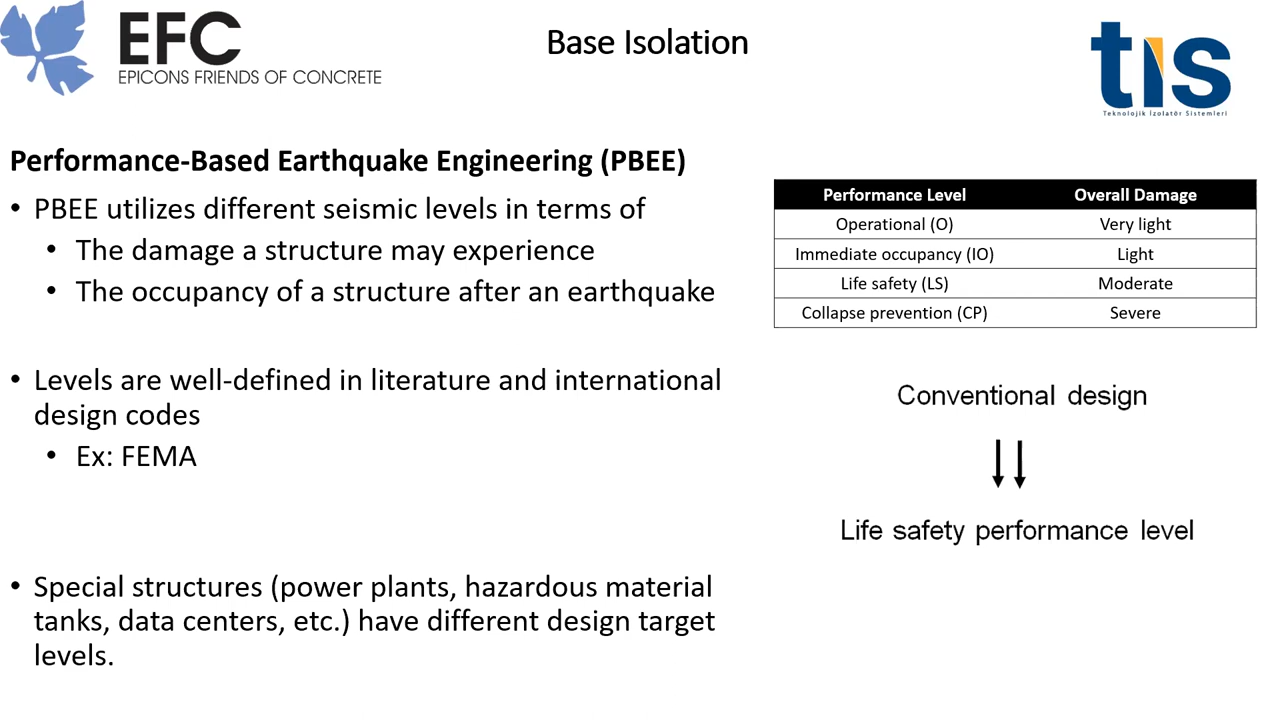 EFC
EPICONS FRIENDS OF CONCRETE
Base Isolation
tıs
Teknolojik İzolatör Sistemleri
Performance-Based Earthquake Engineering (PBEE)
• PBEE utilizes different seismic levels in terms of
• The damage a structure may experience
• The occupancy of a structure after an earthquake
• Levels are well-defined in literature and international
design codes
• Ex: FEMA
• Special structures (power plants, hazardous material
tanks, data centers, etc.) have different design target
levels.
Performance Level Overall Damage
Operational (O) Very light
Immediate occupancy (IO) Light
Life safety (LS) Moderate
Collapse prevention (CP) Severe
Conventional design
Life safety performance level